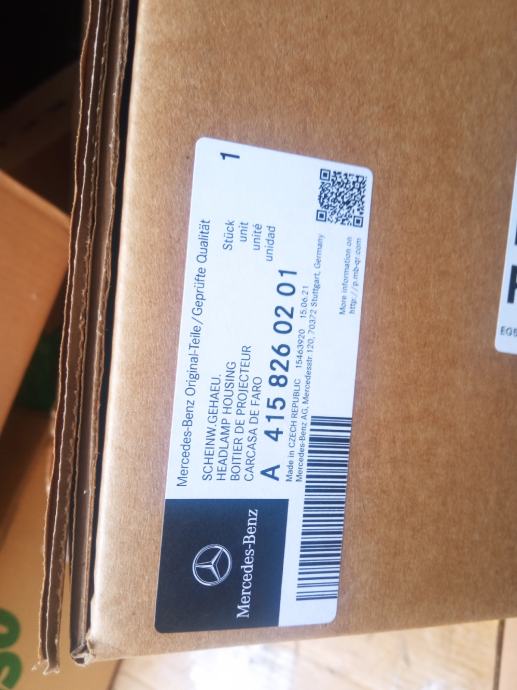 Mercedes-Benz Original-Teile/Geprüfte Qualität
SCHEINW.GEHAEU.
HEADLAMP HOUSING
BOITIER DE PROJECTEUR
CARCASA DE FARO
Stück
unit
unité
unidad
1
A 415 826 02 01
Made in CZECH REPUBLIC 15463920 15.06.21
Mercedes-Benz AG, Mercedesstr. 120, 70372 Stuttgart, Germany
More information on
http://p.mb-qr.com
Mercedes-Benz